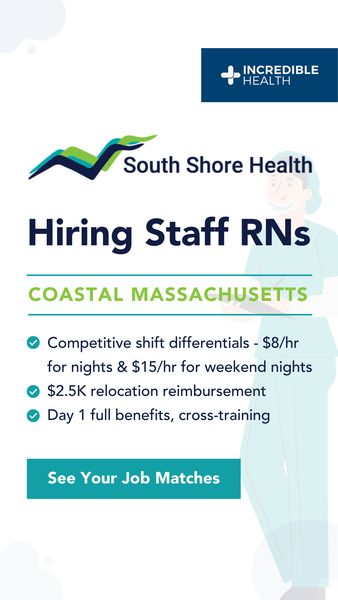 INCREDIBLE
HEALTH
South Shore Health
Hiring Staff RNs
COASTAL MASSACHUSETTS
Competitive shift differentials - $8/hr
for nights & $15/hr for weekend nights
$2.5K relocation reimbursement
Day 1 full benefits, cross-training
See Your Job Matches